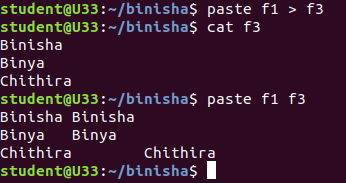 student@U33:~/binisha$ paste f1 > f3
student@U33:~/binisha$ cat f3
Binisha
Binya
Chithira
student@U33:~/binisha$ paste f1 f3
Binisha Binisha
Binya   Binya
Chithira        Chithira
student@U33:~/binisha$